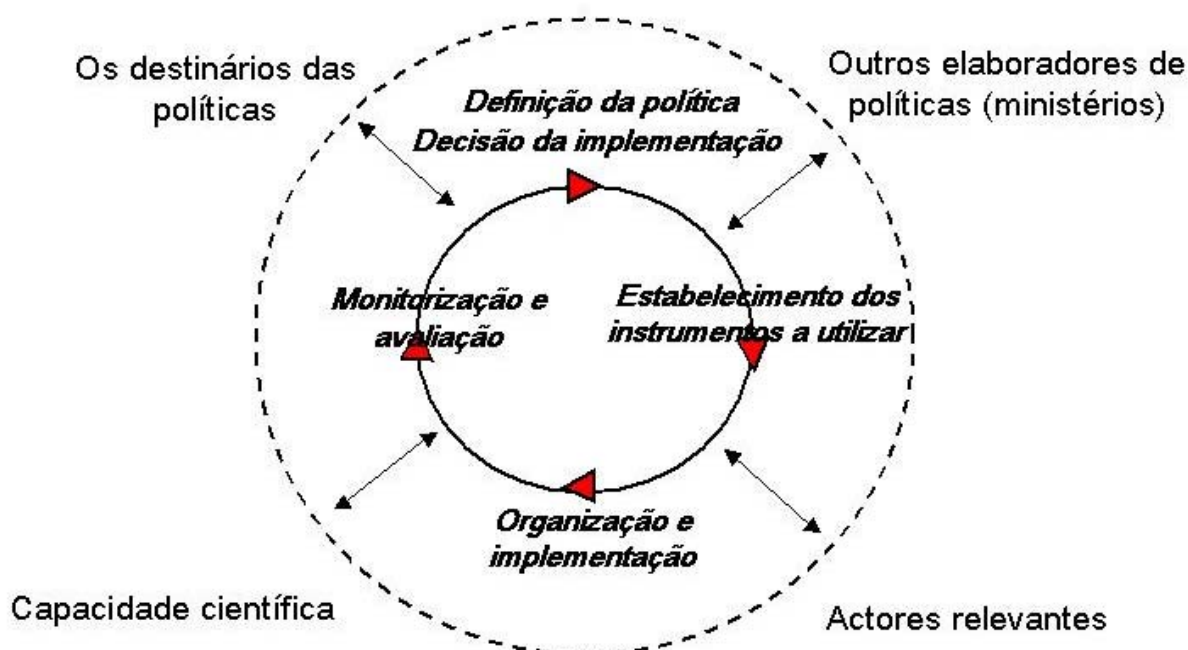 Os destinários das
políticas
Outros elaboradores de
políticas (ministérios)
Definição da política
Decisão da implementação
Monitorização e
avaliação
Estabelecimento dos
instrumentos a utilizar
Organização e
implementação
Capacidade científica
Actores relevantes